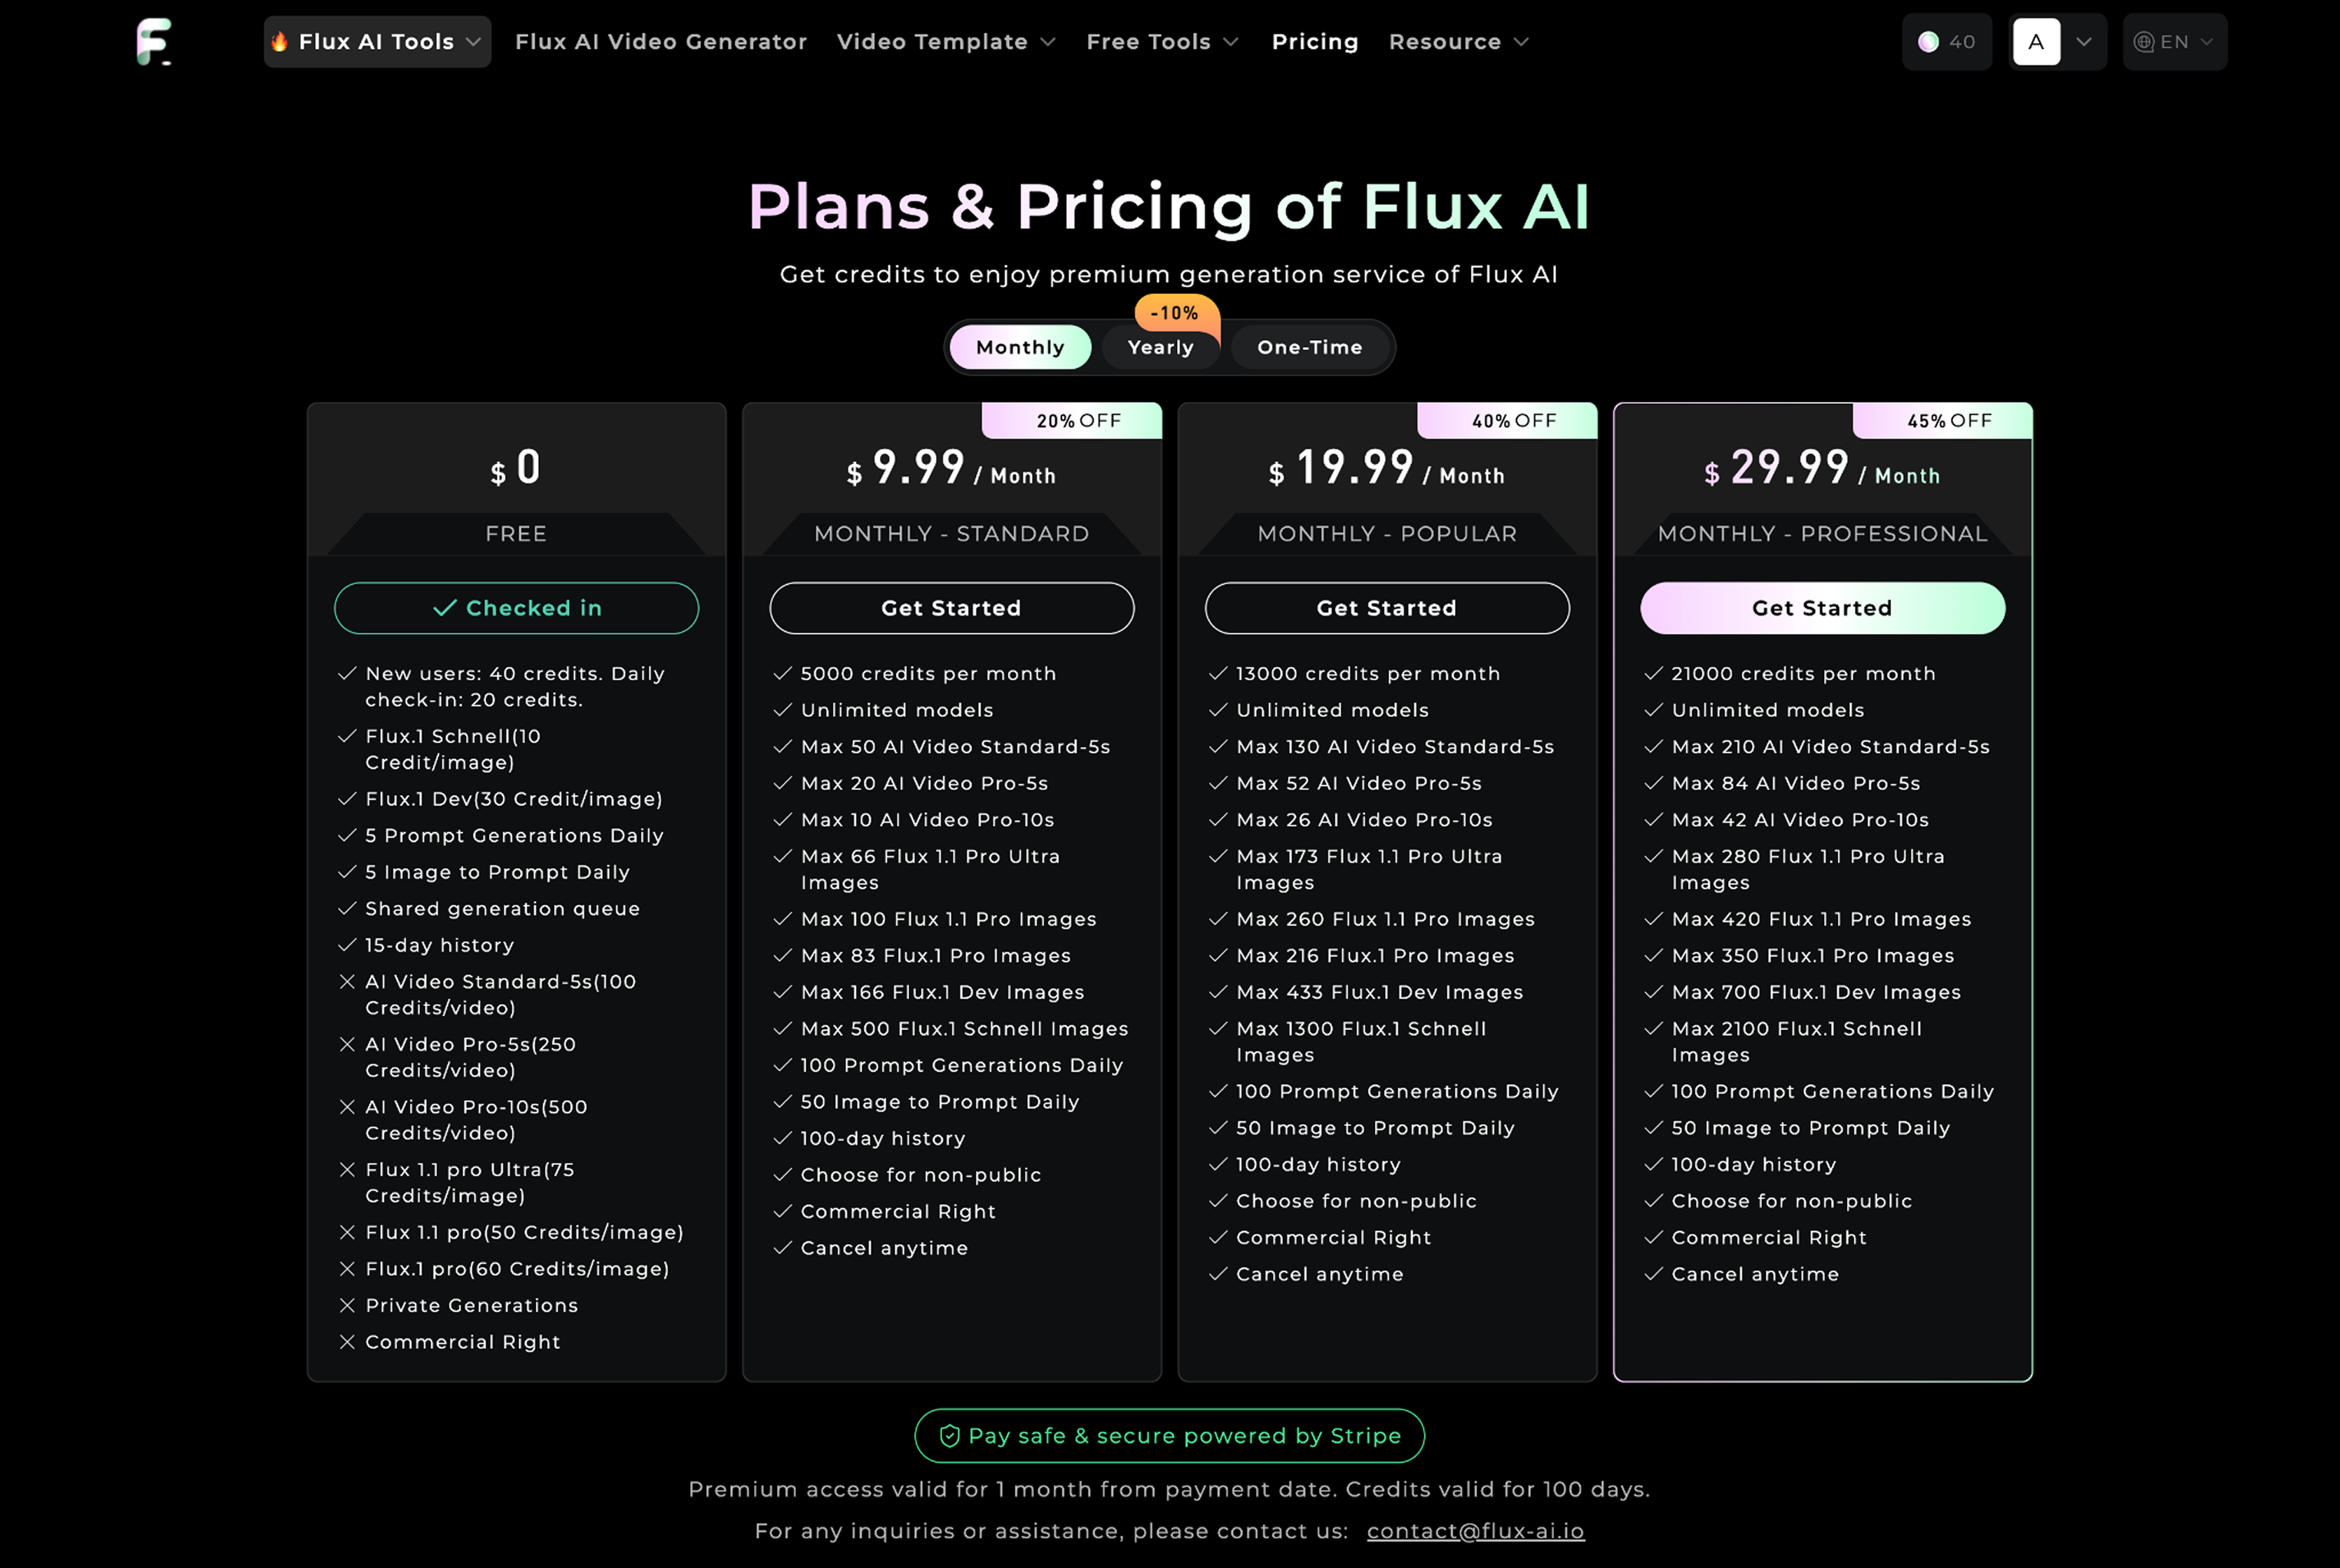 F.
Flux AI Tools
Flux AI Video Generator
Video Template
Free Tools
Pricing
Resource
40
A
EN
Plans & Pricing of Flux AI
Get credits to enjoy premium generation service of Flux AI
-10%
Monthly
Yearly
One-Time
$ 0
FREE
Checked in
New users: 40 credits. Daily
check-in: 20 credits.
Flux.1 Schnell(10
Credit/image)
Flux.1 Dev(30 Credit/image)
5 Prompt Generations Daily
5 Image to Prompt Daily
Shared generation queue
15-day history
AI Video Standard-5s(100
Credits/video)
AI Video Pro-5s(250
Credits/video)
AI Video Pro-10s(500
Credits/video)
Flux 1.1 pro Ultra(75
Credits/image)
Flux 1.1 pro(50 Credits/image)
Flux.1 pro(60 Credits/image)
Private Generations
Commercial Right
20% OFF
$ 9.99 / Month
MONTHLY - STANDARD
Get Started
5000 credits per month
Unlimited models
Max 50 AI Video Standard-5s
Max 20 AI Video Pro-5s
Max 10 AI Video Pro-10s
Max 66 Flux 1.1 Pro Ultra
Images
Max 100 Flux 1.1 Pro Images
Max 83 Flux.1 Pro Images
Max 166 Flux.1 Dev Images
Max 500 Flux.1 Schnell Images
100 Prompt Generations Daily
50 Image to Prompt Daily
100-day history
Choose for non-public
Commercial Right
Cancel anytime
40% OFF
$ 19.99 / Month
MONTHLY - POPULAR
Get Started
13000 credits per month
Unlimited models
Max 130 AI Video Standard-5s
Max 52 AI Video Pro-5s
Max 26 AI Video Pro-10s
Max 173 Flux 1.1 Pro Ultra
Images
Max 260 Flux 1.1 Pro Images
Max 216 Flux.1 Pro Images
Max 433 Flux.1 Dev Images
Max 1300 Flux.1 Schnell
Images
100 Prompt Generations Daily
50 Image to Prompt Daily
100-day history
Choose for non-public
Commercial Right
Cancel anytime
45% OFF
$ 29.99 / Month
MONTHLY - PROFESSIONAL
Get Started
21000 credits per month
Unlimited models
Max 210 AI Video Standard-5s
Max 84 AI Video Pro-5s
Max 42 AI Video Pro-10s
Max 280 Flux 1.1 Pro Ultra
Images
Max 420 Flux 1.1 Pro Images
Max 350 Flux.1 Pro Images
Max 700 Flux.1 Dev Images
Max 2100 Flux.1 Schnell
Images
100 Prompt Generations Daily
50 Image to Prompt Daily
100-day history
Choose for non-public
Commercial Right
Cancel anytime
Pay safe & secure powered by Stripe
Premium access valid for 1 month from payment date. Credits valid for 100 days.
For any inquiries or assistance, please contact us: contact@flux-ai.io